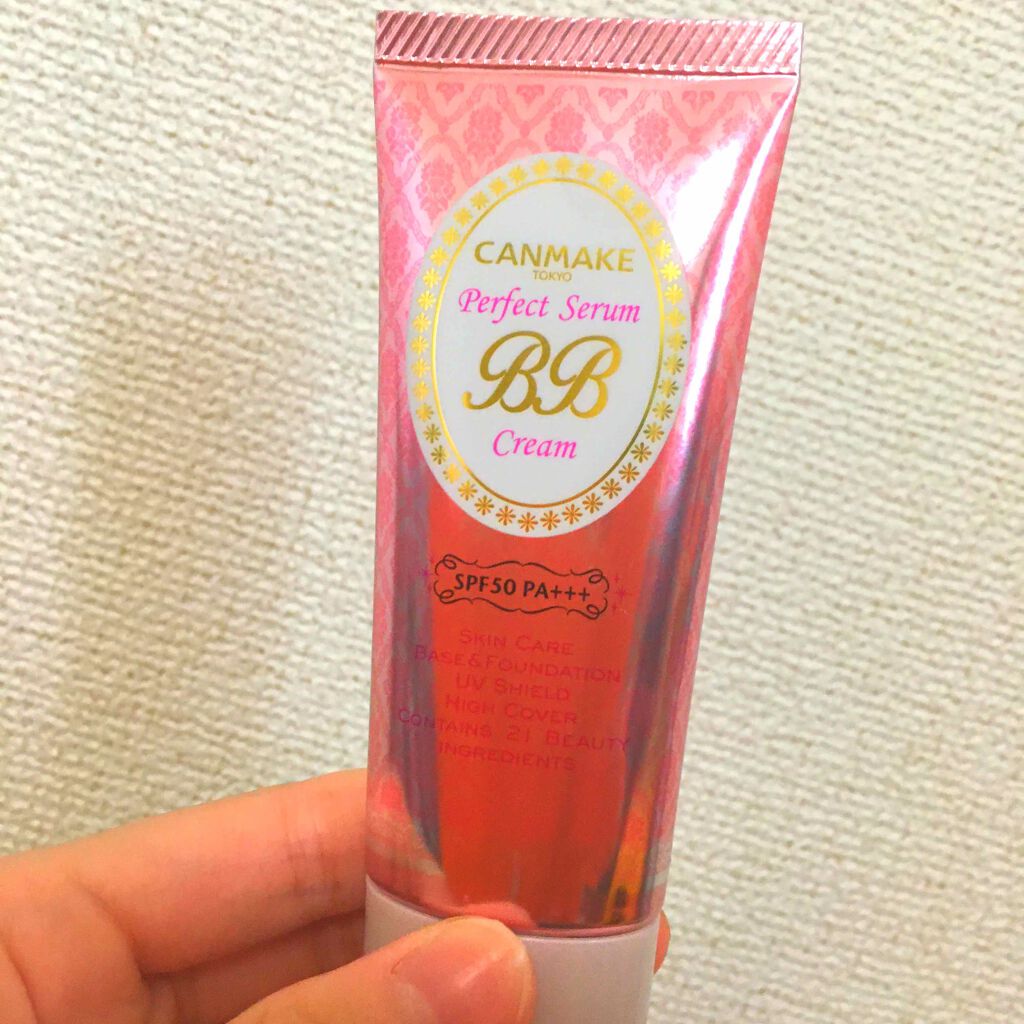 CANMAKE
TOKYO
Perfect Serum
BB
Cream
SPF50 PA+++
SKIN CARE
BASE&FOUNDATION
UV SHIELD
HIGH COVER
CONTAINS 21 BEAUTY
INGREDIENTS